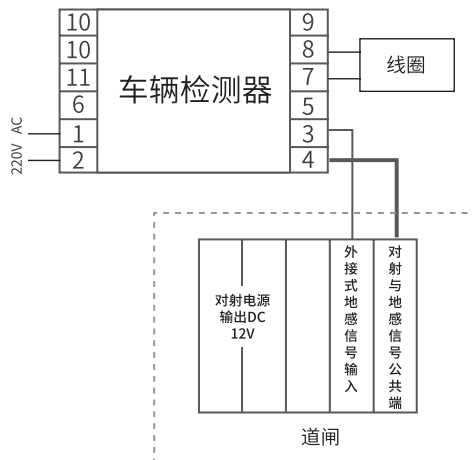 10
10
11
6
1
2
车辆检测器
9
8
7
5
3
4
线圈
220V AC
对射电源
输出DC
12V
外接式地感信号输入
对射与地感信号公共端
道闸